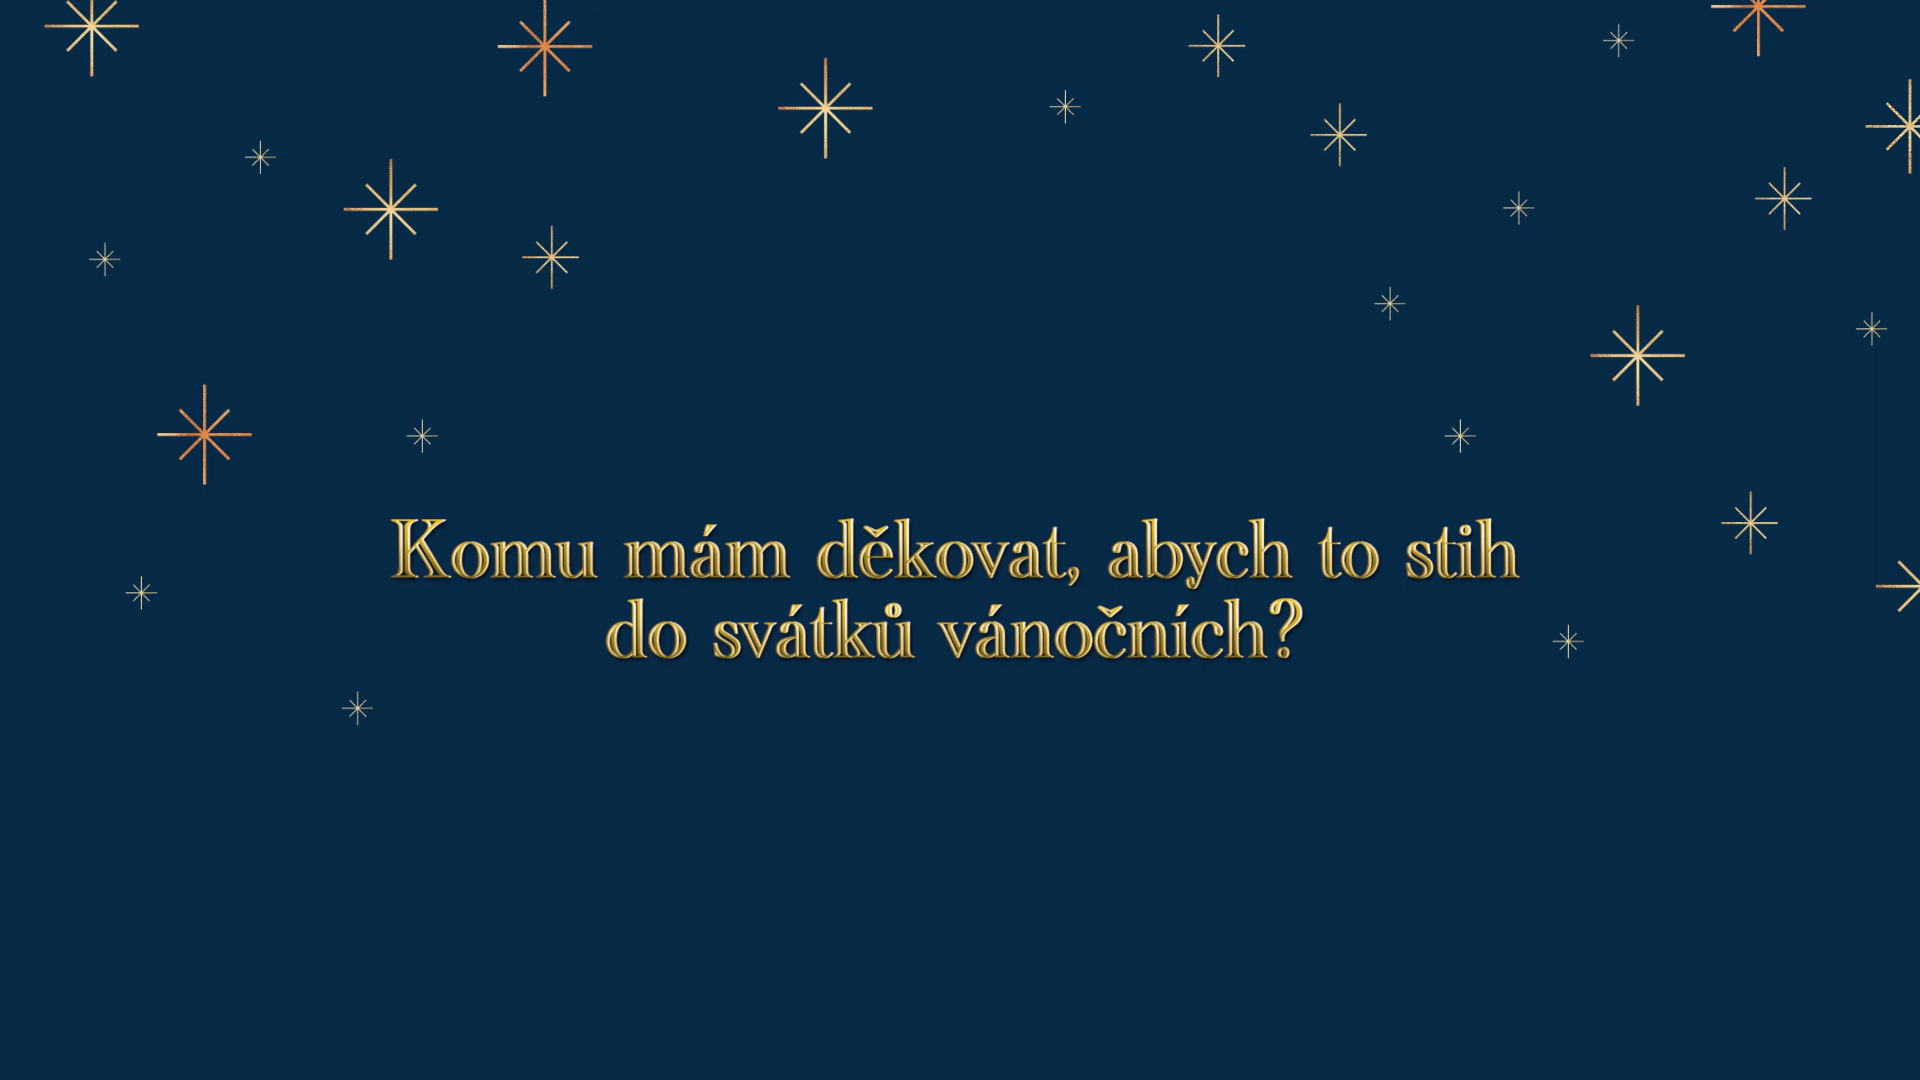 Komu mám děkovat, abych to stih
do svátků vánočních?